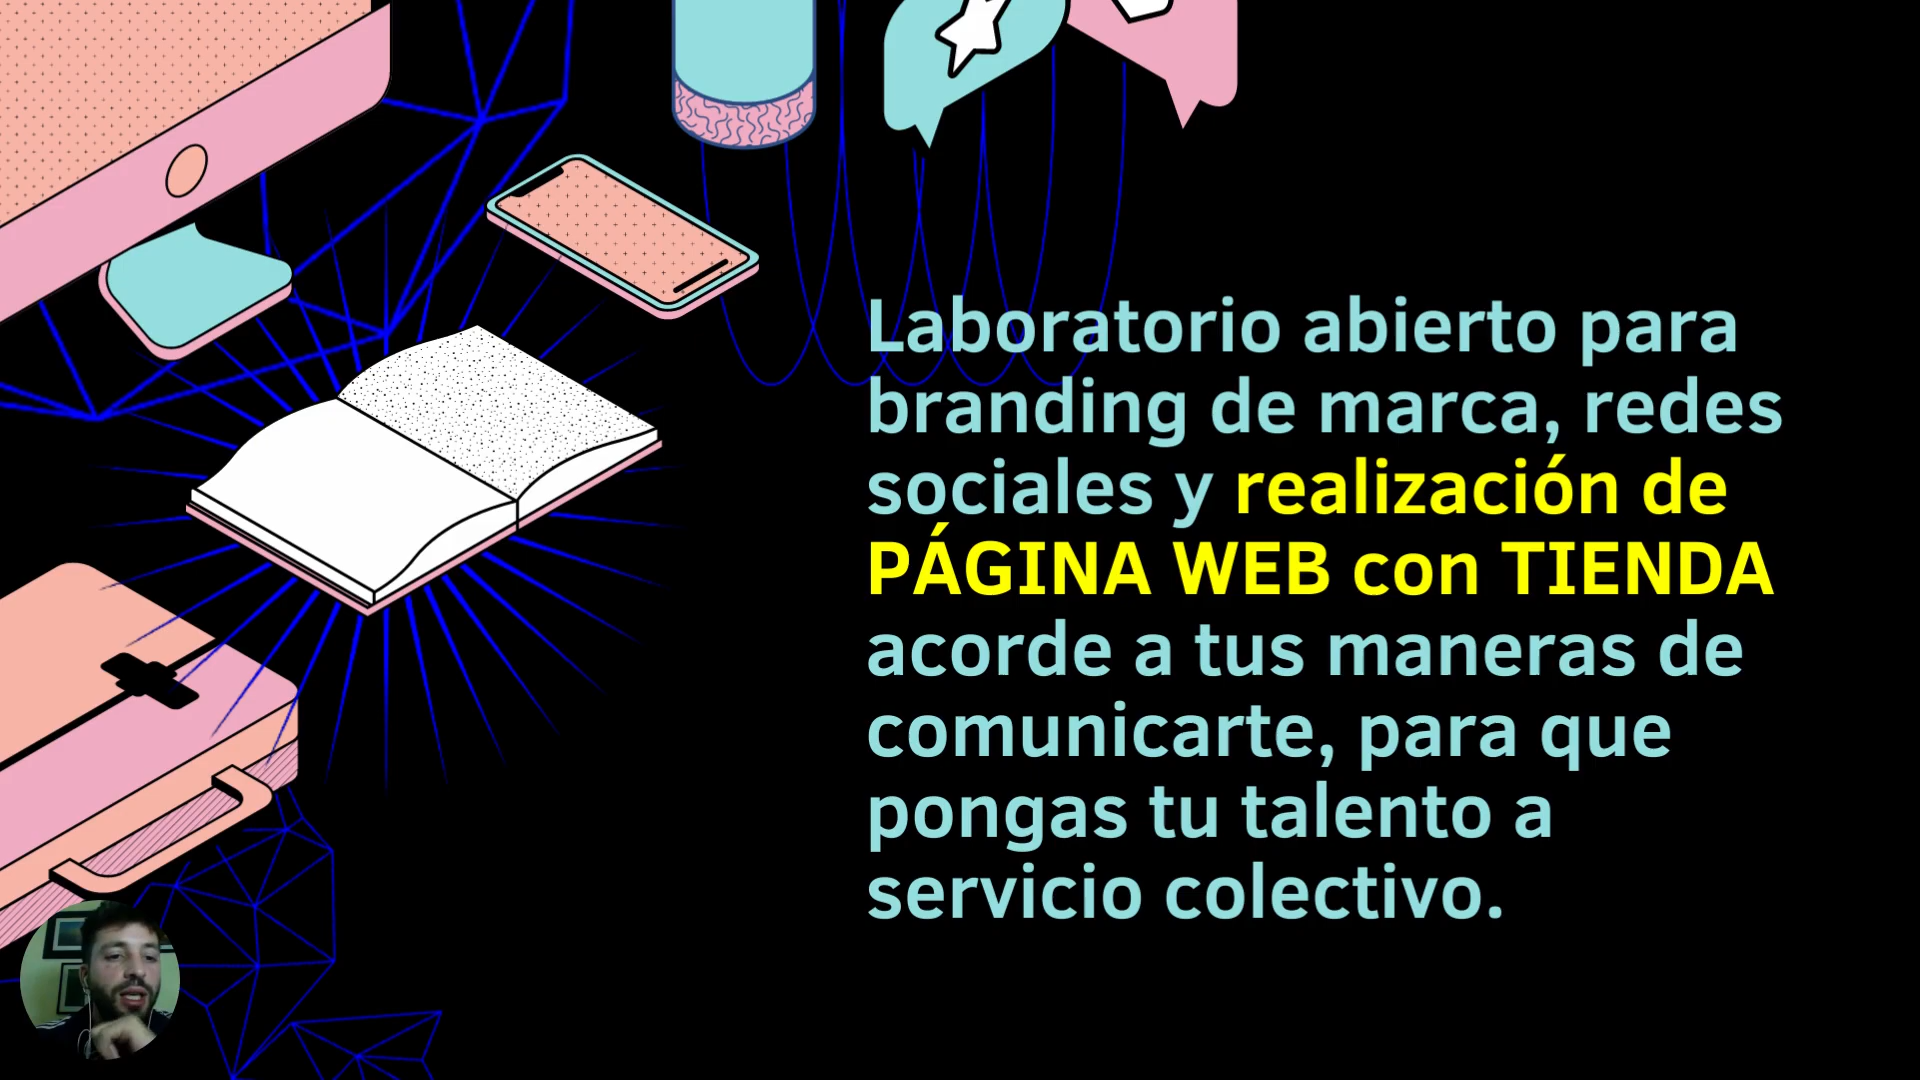 Laboratorio abierto para
branding de marca, redes
sociales y realización de
PÁGINA WEB con TIENDA
acorde a tus maneras de
comunicarte, para que
pongas tu talento a
servicio colectivo.